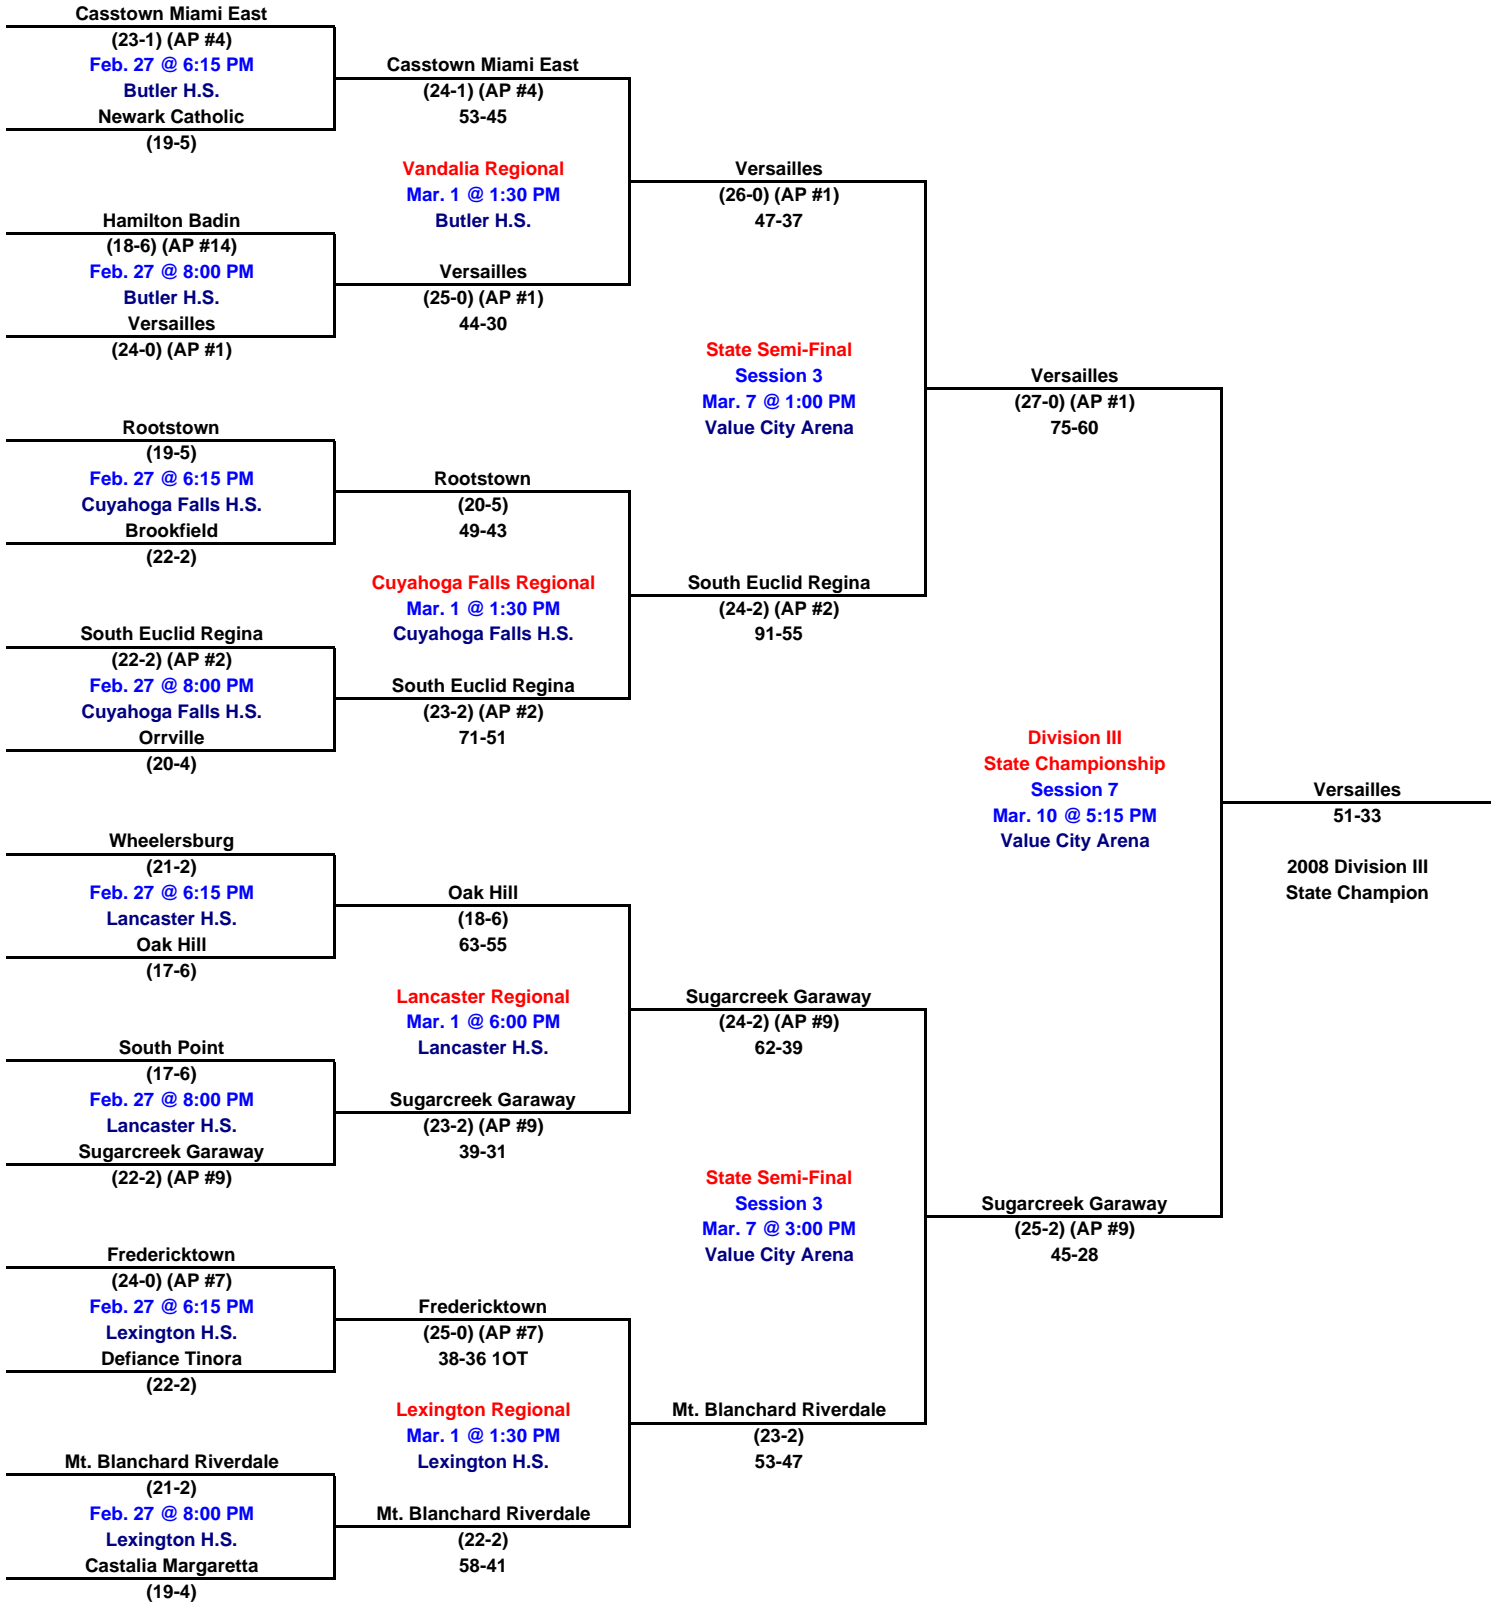 Casstown Miami East
(23-1) (AP #4)
Feb. 27 @ 6:15 PM
Butler H.S.
Newark Catholic
(19-5)
Hamilton Badin
(18-6) (AP #14)
Feb. 27 @ 8:00 PM
Butler H.S.
Versailles
(24-0) (AP #1)
Rootstown
(19-5)
Feb. 27 @ 6:15 PM
Cuyahoga Falls H.S.
Brookfield
(22-2)
South Euclid Regina
(22-2) (AP #2)
Feb. 27 @ 8:00 PM
Cuyahoga Falls H.S.
Orrville
(20-4)
Wheelersburg
(21-2)
Feb. 27 @ 6:15 PM
Lancaster H.S.
Oak Hill
(17-6)
South Point
(17-6)
Feb. 27 @ 8:00 PM
Lancaster H.S.
Sugarcreek Garaway
(22-2) (AP #9)
Fredericktown
(24-0) (AP #7)
Feb. 27 @ 6:15 PM
Lexington H.S.
Defiance Tinora
(22-2)
Mt. Blanchard Riverdale
(21-2)
Feb. 27 @ 8:00 PM
Lexington H.S.
Castalia Margaretta
(19-4)
Casstown Miami East
(24-1) (AP #4)
53-45
Vandalia Regional
Mar. 1 @ 1:30 PM
Butler H.S.
Versailles
(25-0) (AP #1)
44-30
Rootstown
(20-5)
49-43
Cuyahoga Falls Regional
Mar. 1 @ 1:30 PM
Cuyahoga Falls H.S.
South Euclid Regina
(23-2) (AP #2)
71-51
Oak Hill
(18-6)
63-55
Lancaster Regional
Mar. 1 @ 6:00 PM
Lancaster H.S.
Sugarcreek Garaway
(23-2) (AP #9)
39-31
Fredericktown
(25-0) (AP #7)
38-36 1OT
Lexington Regional
Mar. 1 @ 1:30 PM
Lexington H.S.
Mt. Blanchard Riverdale
(22-2)
58-41
Versailles
(26-0) (AP #1)
47-37
State Semi-Final
Session 3
Mar. 7 @ 1:00 PM
Value City Arena
South Euclid Regina
(24-2) (AP #2)
91-55
Sugarcreek Garaway
(24-2) (AP #9)
62-39
State Semi-Final
Session 3
Mar. 7 @ 3:00 PM
Value City Arena
Mt. Blanchard Riverdale
(23-2)
53-47
Versailles
(27-0) (AP #1)
75-60
Division III
State Championship
Session 7
Mar. 10 @ 5:15 PM
Value City Arena
Sugarcreek Garaway
(25-2) (AP #9)
45-28
Versailles
51-33
2008 Division III
State Champion